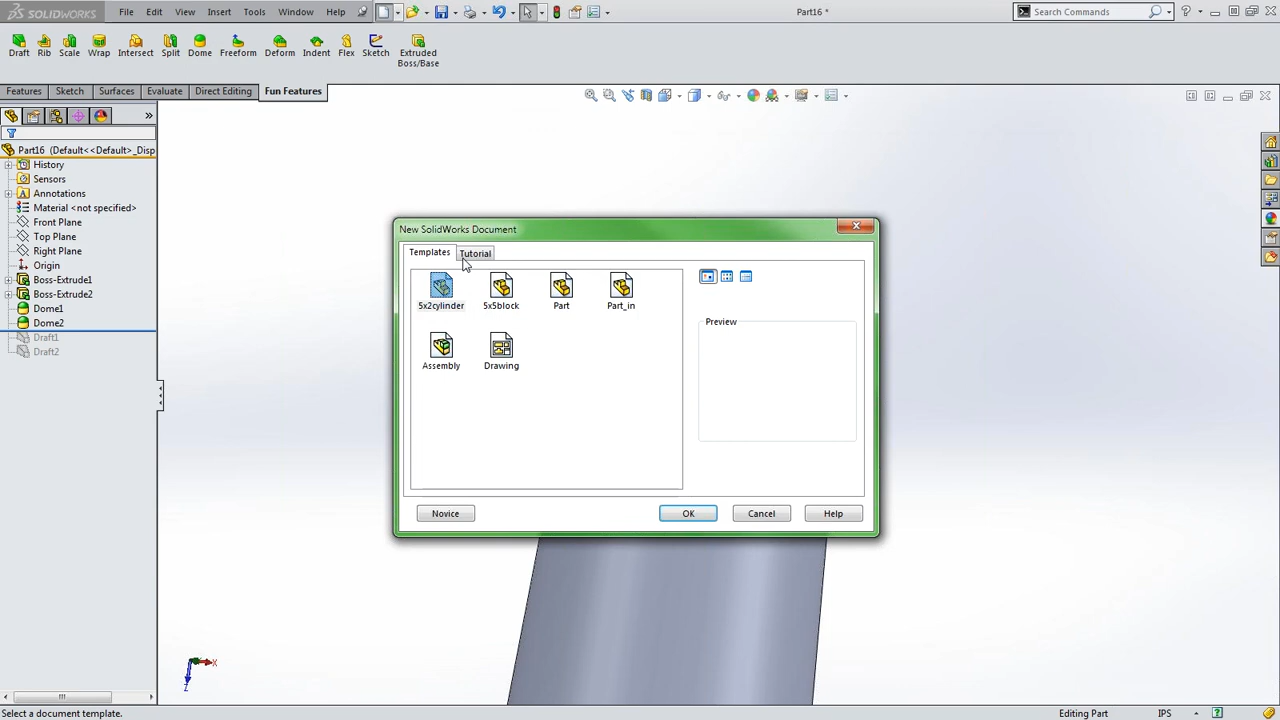 SOLIDWORKS File Edit View Insert Tools Window Help Part16 * Search Commands
Draft Rib Scale Wrap Intersect Split Dome Freeform Deform Indent Flex Sketch Extruded
Boss/Base
Features Sketch Surfaces Evaluate Direct Editing Fun Features
Part16 (Default<<Default>_Disp
History
Sensors
Annotations
Material <not specified>
Front Plane
Top Plane
Right Plane
Origin
Boss-Extrude1
Boss-Extrude2
Dome1
Dome2
Draft1
Draft2
New SolidWorks Document
Templates Tutorial
5x2cylinder 5x5block Part Part_in
Assembly Drawing
Preview
Novice OK Cancel Help
X
Z
Select a document template. Editing Part IPS